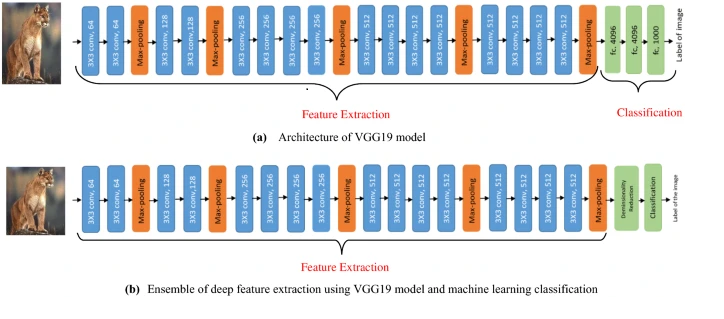 3X3 conv, 64
3X3 conv, 64
Max-pooling
3X3 conv, 128
3X3 conv,128
Max-pooling
3X3 conv, 256
3X3 conv, 256
3X3 conv, 256
3X3 conv, 256
Max-pooling
3X3 conv, 512
3X3 conv, 512
3X3 conv, 512
3X3 conv, 512
Max-pooling
3X3 conv, 512
3X3 conv, 512
3X3 conv, 512
3X3 conv, 512
Max-pooling
fc, 4096
fc, 4096
fc, 1000
Label of image
Feature Extraction
Classification
(a) Architecture of VGG19 model
3X3 conv, 64
3X3 conv, 64
Max-pooling
3X3 conv, 128
3X3 conv,128
Max-pooling
3X3 conv, 256
3X3 conv, 256
3X3 conv, 256
3X3 conv, 256
Max-pooling
3X3 conv, 512
3X3 conv, 512
3X3 conv, 512
3X3 conv, 512
Max-pooling
3X3 conv, 512
3X3 conv, 512
3X3 conv, 512
3X3 conv, 512
Max-pooling
Reduction
Classification
Label of the image
Feature Extraction
(b) Ensemble of deep feature extraction using VGG19 model and machine learning classification